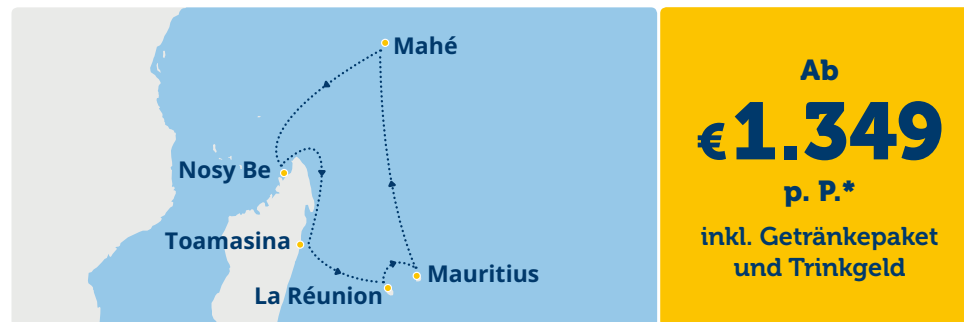 Mahé
Nosy Be
Toamasina
La Réunion
Mauritius
Ab
€1.349
p. P.*
inkl. Getränkepaket
und Trinkgeld